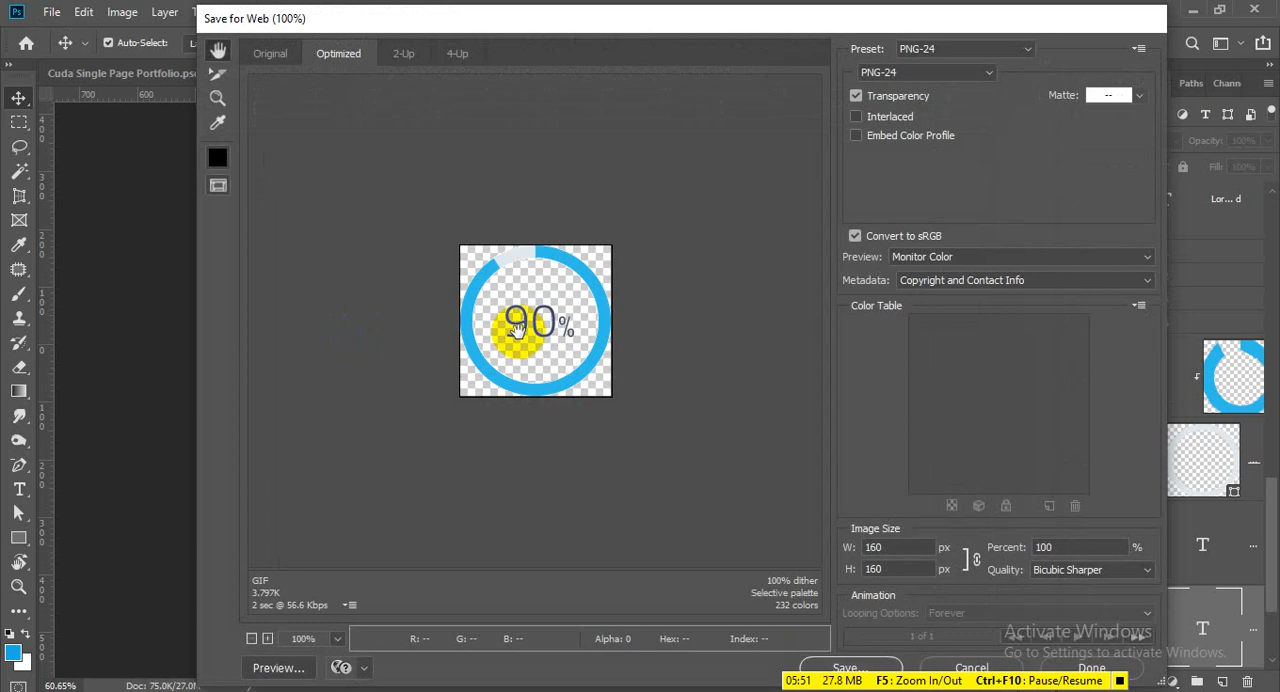 Ps File Edit Image Layer
Save for Web (100%)
Auto-Select:
Cuda Single Page Portfolio.ps
700 600
Original Optimized 2-Up 4-Up
Preset: PNG-24
PNG-24
Transparency Matte: --
Interlaced
Embed Color Profile
Convert to sRGB
Preview: Monitor Color
Metadata: Copyright and Contact Info
Color Table
90%
Paths Chann
Opacity: 100%
Fill: 100%
Lor... d
Image Size
W: 160 px Percent: 100 %
H: 160 px Quality: Bicubic Sharper
Animation
Looping Options: Forever
1 of 1
GIF 100% dither
3.797K Selective palette
2 sec @ 56.6 Kbps 232 colors
100% R: -- G: -- B: -- Alpha: 0 Hex: -- Index: --
Preview... Save... Cancel Done
Activate Windows
Go to Settings to activate Windows.
60.65% Doc: 75.0K/27.0
05:51 27.8 MB F5: Zoom In/Out Ctrl+F10: Pause/Resume